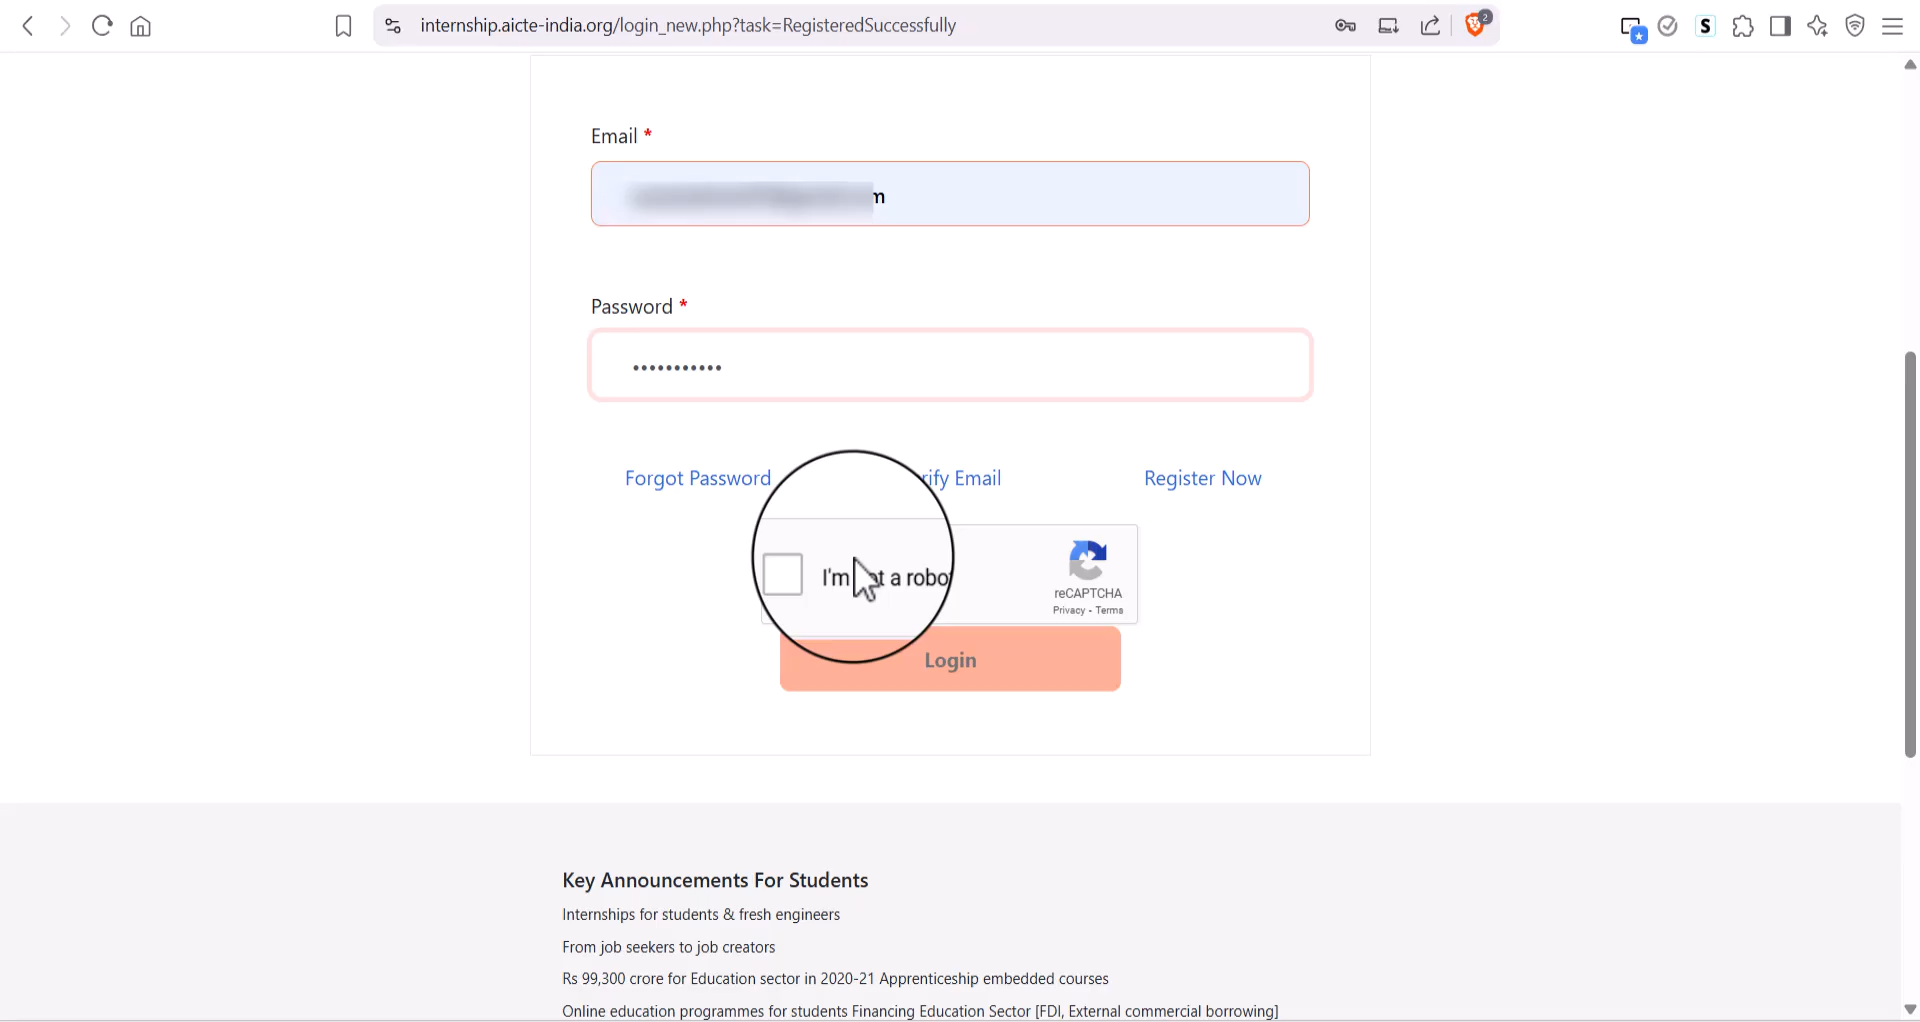 internship.aicte-india.org/login_new.php?task=RegisteredSuccessfully
2
S
Email *
m
Password *
•••••••••••
Forgot Password
rify Email
Register Now
I'm
t a robo
reCAPTCHA
Privacy - Terms
Login
Key Announcements For Students
Internships for students & fresh engineers
From job seekers to job creators
Rs 99,300 crore for Education sector in 2020-21 Apprenticeship embedded courses
Online education programmes for students Financing Education Sector [FDI, External commercial borrowing]